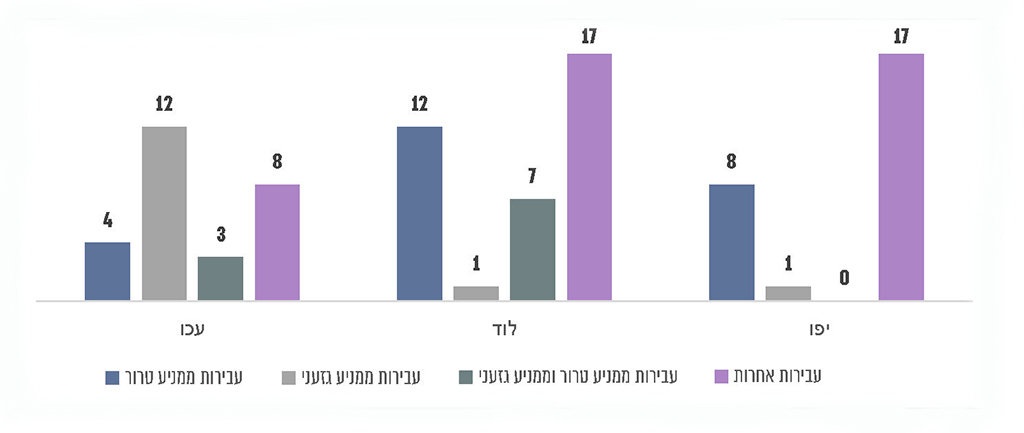 17
17
12
12
8
8
7
4
3
1
1
0
עכו
לוד
יפו
עבירות ממניע טרור
עבירות ממניע גזעני
עבירות ממניע טרור וממניע גזעני
עבירות אחרות